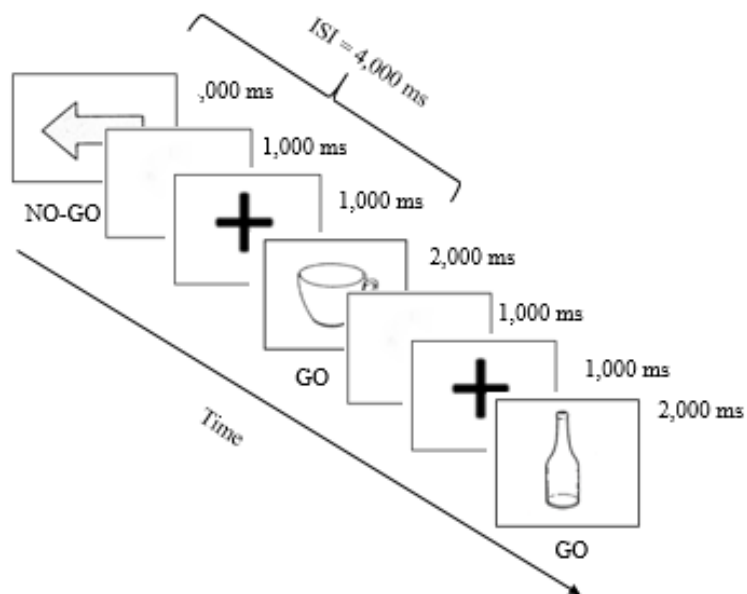 ISI = 4,000 ms
,000 ms
NO-GO
1,000 ms
1,000 ms
2,000 ms
GO
1,000 ms
1,000 ms
2,000 ms
GO
Time